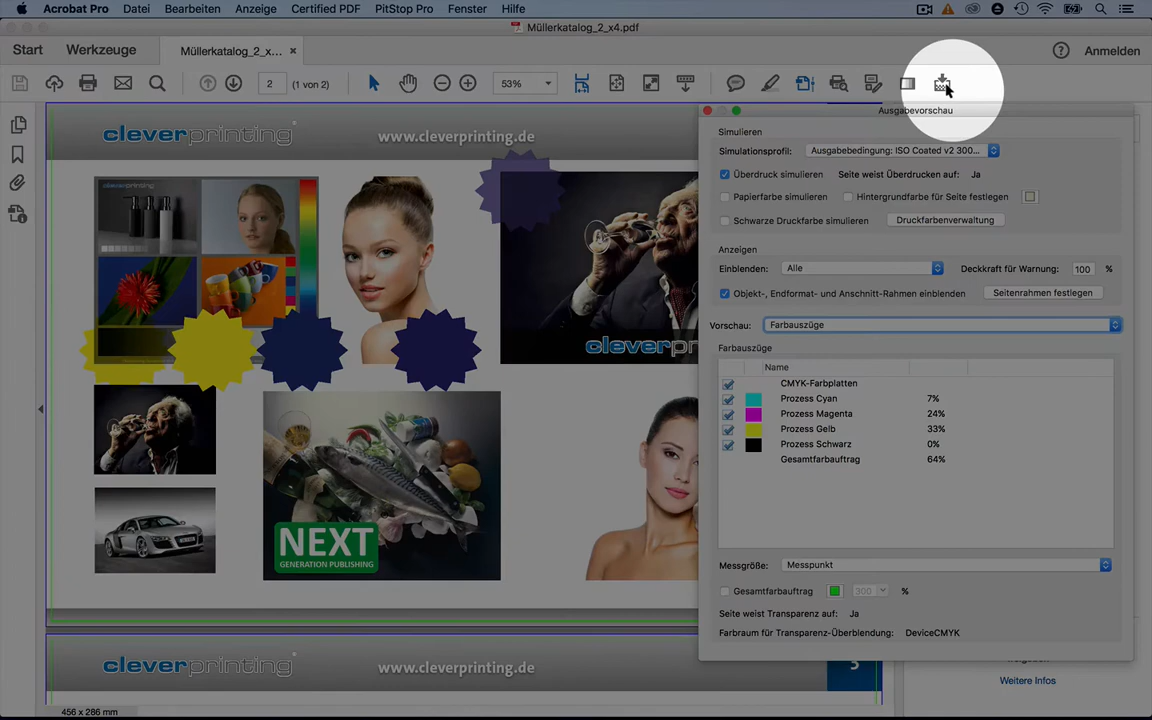 Acrobat Pro Datei Bearbeiten Anzeige Certified PDF PitStop Pro Fenster Hilfe
Müllerkatalog_2_x4.pdf
Start Werkzeuge Müllerkatalog_2_x... × ? Anmelden
2 (1 von 2) 53%
Ausgabevorschau
cleverprinting www.cleverprinting.de
Simulieren
Simulationsprofil: Ausgabebedingung: ISO Coated v2 300...
Überdruck simulieren Seite weist Überdrucken auf: Ja
Papierfarbe simulieren Hintergrundfarbe für Seite festlegen
Schwarze Druckfarbe simulieren Druckfarbenverwaltung
Anzeigen
Einblenden: Alle Deckkraft für Warnung: 100 %
Objekt-, Endformat- und Anschnitt-Rahmen einblenden Seitenrahmen festlegen
Vorschau: Farbauszüge
Farbauszüge
Name
CMYK-Farbplatten
Prozess Cyan 7%
Prozess Magenta 24%
Prozess Gelb 33%
Prozess Schwarz 0%
Gesamtfarbauftrag 64%
Messgröße: Messpunkt
Gesamtfarbauftrag 300 %
Seite weist Transparenz auf: Ja
Farbraum für Transparenz-Überblendung: DeviceCMYK
cleverprinting
cleverpr
NEXT
GENERATION PUBLISHING
cleverprinting www.cleverprinting.de 3
Weitere Infos
456 x 286 mm